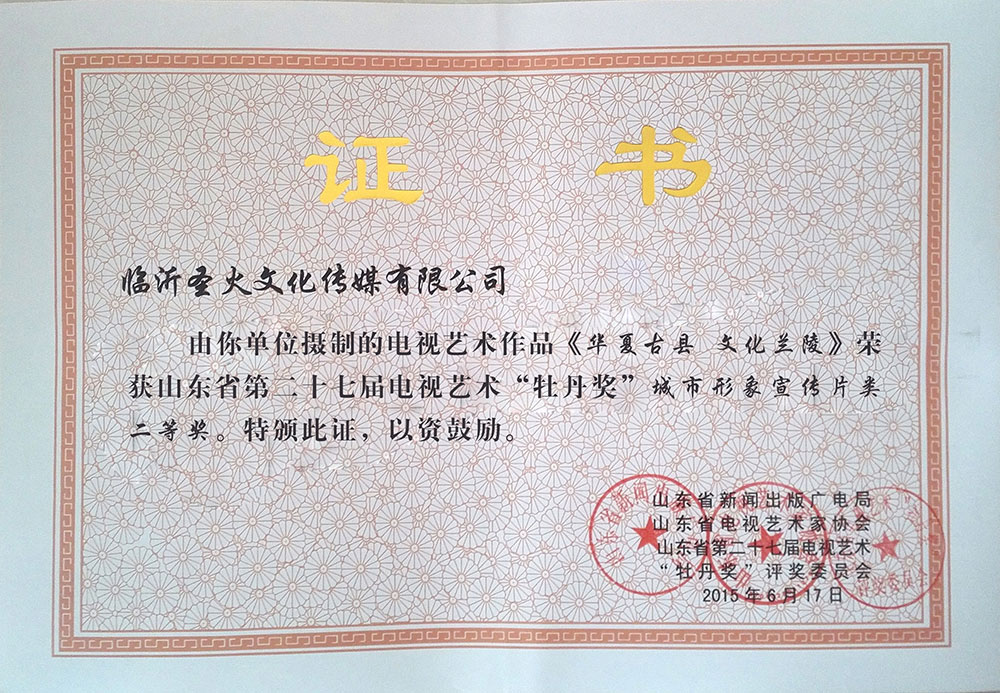 证 书
临沂圣火文化传媒有限公司
由你单位摄制的电视艺术作品《华夏古县 文化兰陵》荣
获山东省第二十七届电视艺术“牡丹奖”城市形象宣传片类
二等奖。特颁此证，以资鼓励。
山东省新闻出版广电局
山东省电视艺术家协会
山东省第二十七届电视艺术
“牡丹奖”评奖委员会
2015年6月17日